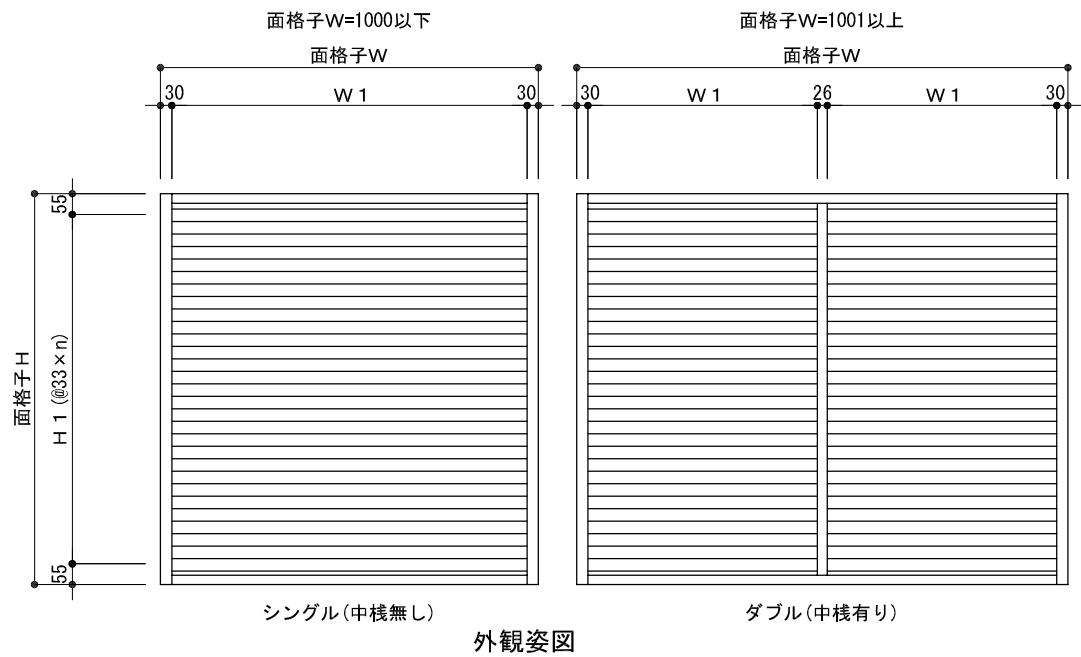 面格子W=1000以下
面格子W=1001以上
面格子W
面格子W
30 W1 30
30 W1 26 W1 30
55
面格子H
H1(@33×n)
55
シングル(中桟無し)
ダブル(中桟有り)
外観姿図